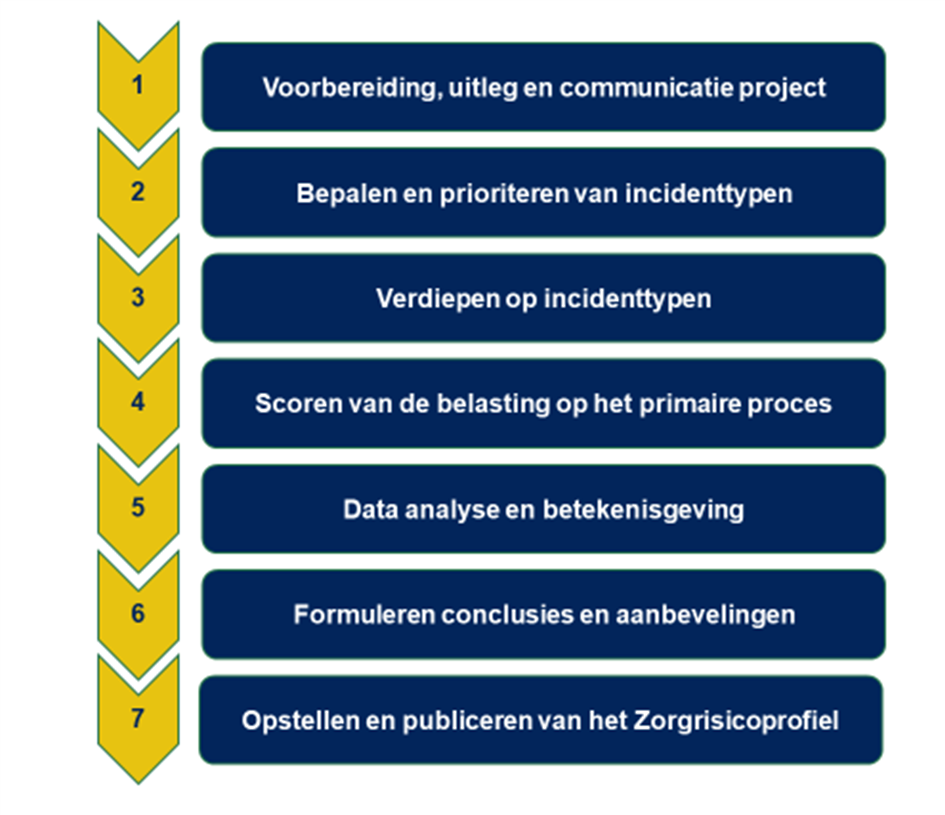 1
Voorbereiding, uitleg en communicatie project
2
Bepalen en prioriteren van incidenttypen
3
Verdiepen op incidenttypen
4
Scoren van de belasting op het primaire proces
5
Data analyse en betekenisgeving
6
Formuleren conclusies en aanbevelingen
7
Opstellen en publiceren van het Zorgrisicoprofiel